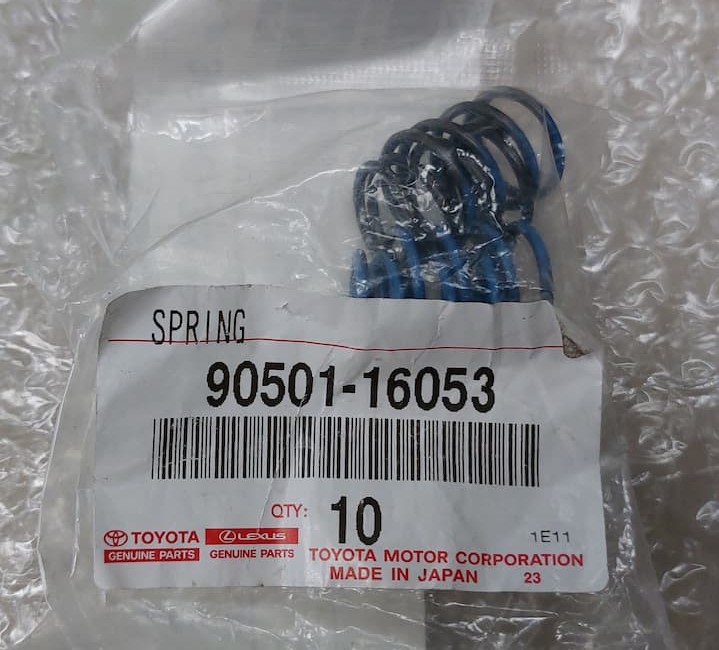 SPRING
90501-16053
QTY: 10
1E11
TOYOTA LEXUS
GENUINE PARTS GENUINE PARTS
TOYOTA MOTOR CORPORATION
MADE IN JAPAN 23